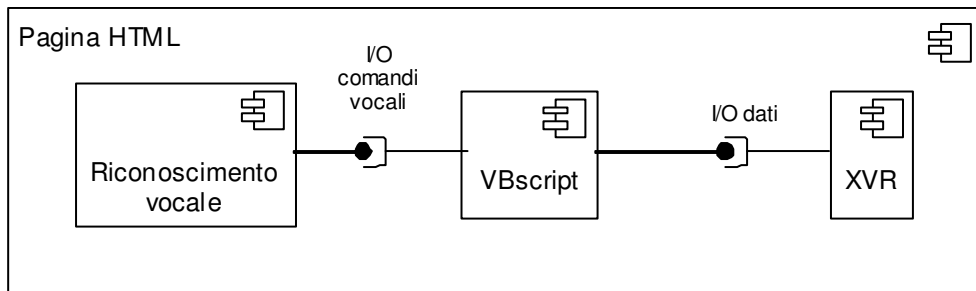 Pagina HTML
I/O
comandi
vocali
I/O dati
Riconoscimento
vocale
VBscript
XVR